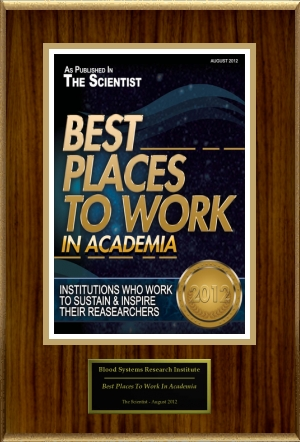 AUGUST 2012
AS PUBLISHED IN
THE SCIENTIST
BEST
PLACES
TO WORK
IN ACADEMIA
INSTITUTIONS WHO WORK
TO SUSTAIN & INSPIRE
THEIR REASEARCHERS
2012
Blood Systems Research Institute
Best Places To Work In Academia
The Scientist - August 2012